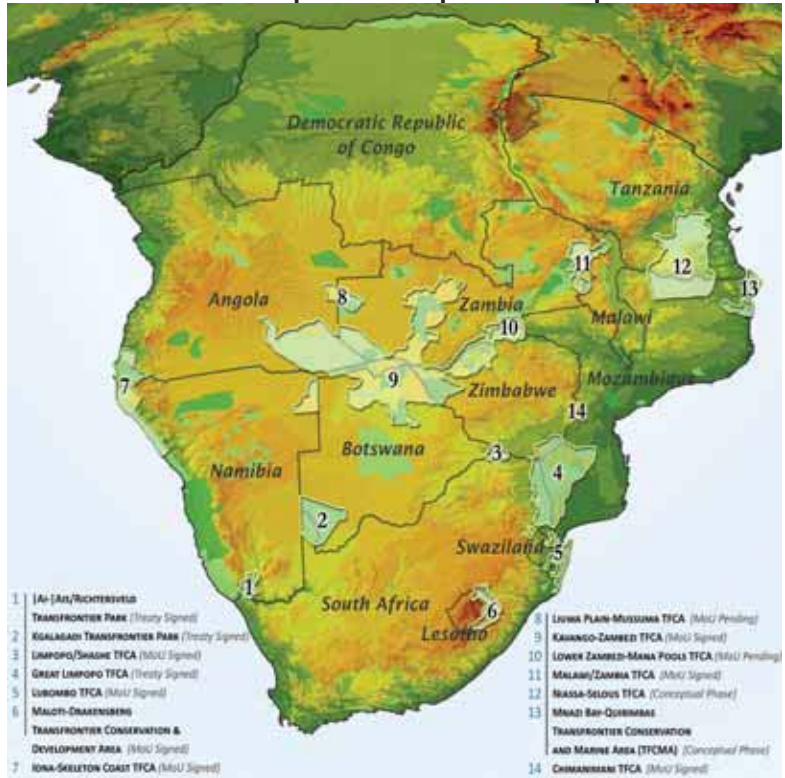 Democratic Republic
of Congo
Tanzania
Angola
8
Zambia
11
12
13
10
Malawi
7
9
Zimbabwe
Mozambique
14
Botswana
3
Namibia
4
2
Swaziland
5
1
South Africa
6
Lesotho
1 |Ai-|Ais/Richtersveld
Transfrontier Park (Treaty Signed)
2 Kgalagadi Transfrontier Park (Treaty Signed)
3 Limpopo/Shashe TFCA (MoU Signed)
4 Great Limpopo TFCA (Treaty Signed)
5 Lubombo TFCA (MoU Signed)
6 Maloti-Drakensberg
Transfrontier Conservation &
Development Area (MoU Signed)
7 Iona-Skeleton Coast TFCA (MoU Signed)
8 Liuwa Plain-Mussuma TFCA (MoU Pending)
9 Kavango-Zambezi TFCA (MoU Signed)
10 Lower Zambezi-Mana Pools TFCA (MoU Pending)
11 Malawi/Zambia TFCA (MoU Signed)
12 Niassa-Selous TFCA (Conceptual Phase)
13 Mnazi Bay-Quirimbas
Transfrontier Conservation
and Marine Area (TFCMA) (Conceptual Phase)
14 Chimanimani TFCA (MoU Signed)